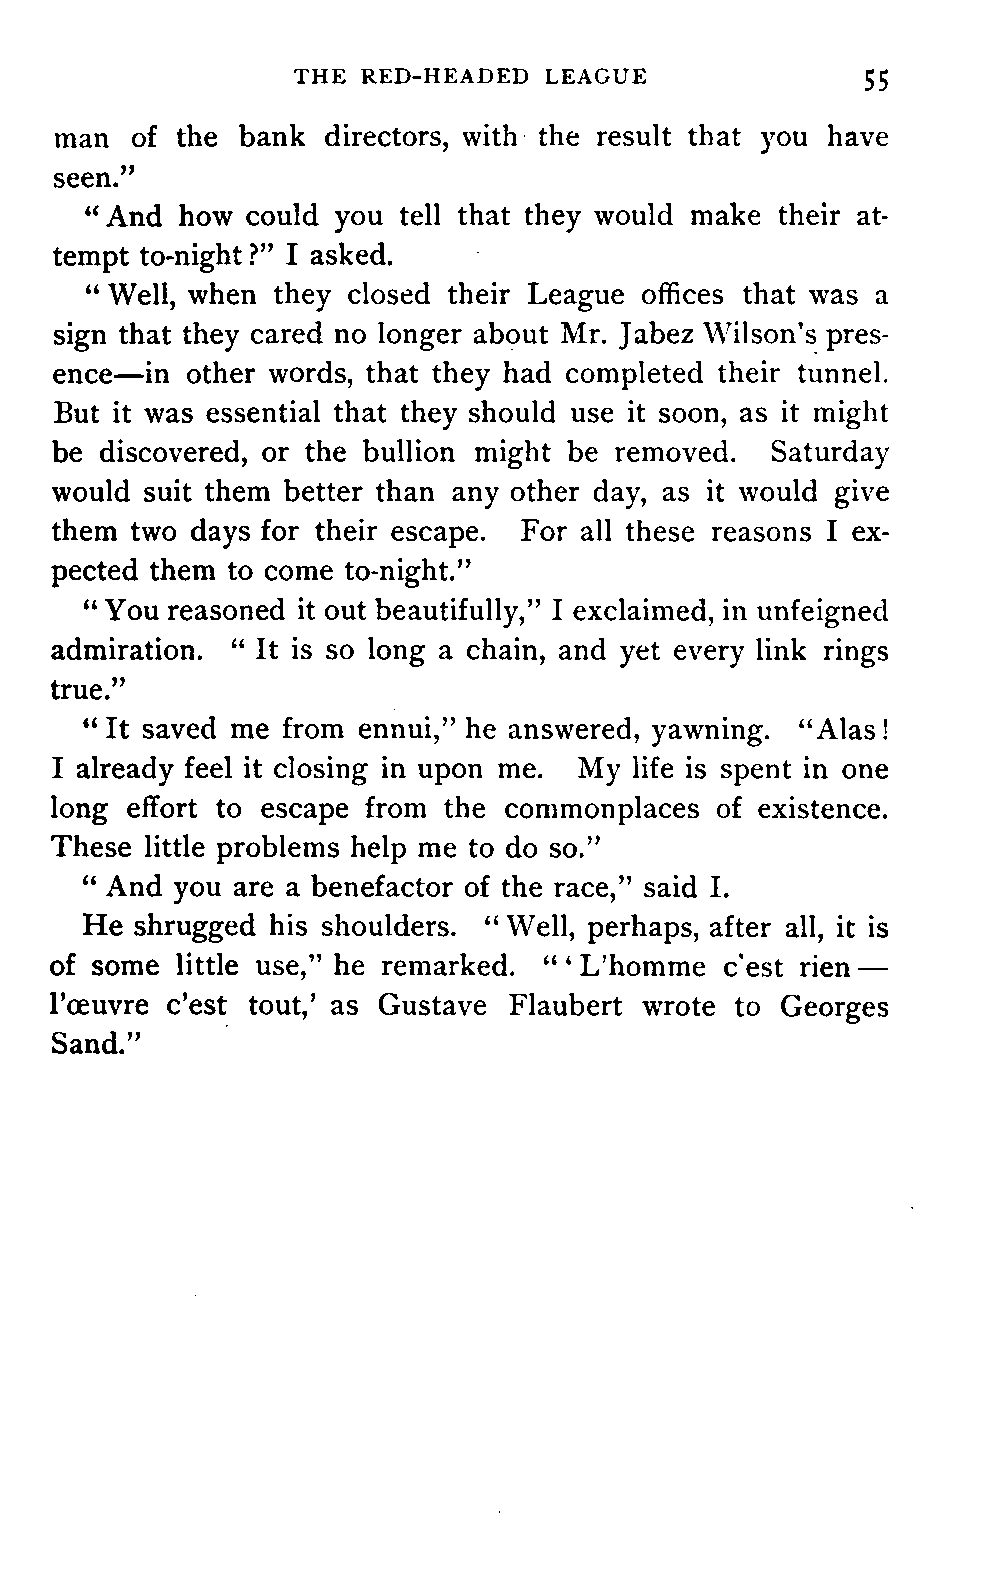 THE RED-HEADED LEAGUE 55
man of the bank directors, with the result that you have
seen.”
“And how could you tell that they would make their at-
tempt to-night?” I asked.
“Well, when they closed their League offices that was a
sign that they cared no longer about Mr. Jabez Wilson's pres-
ence—in other words, that they had completed their tunnel.
But it was essential that they should use it soon, as it might
be discovered, or the bullion might be removed. Saturday
would suit them better than any other day, as it would give
them two days for their escape. For all these reasons I ex-
pected them to come to-night.”
“You reasoned it out beautifully,” I exclaimed, in unfeigned
admiration. “It is so long a chain, and yet every link rings
true.”
“It saved me from ennui,” he answered, yawning. “Alas!
I already feel it closing in upon me. My life is spent in one
long effort to escape from the commonplaces of existence.
These little problems help me to do so.”
“And you are a benefactor of the race,” said I.
He shrugged his shoulders. “Well, perhaps, after all, it is
of some little use,” he remarked. “‘L'homme c'est rien—
l'œuvre c'est tout,’ as Gustave Flaubert wrote to Georges
Sand.”